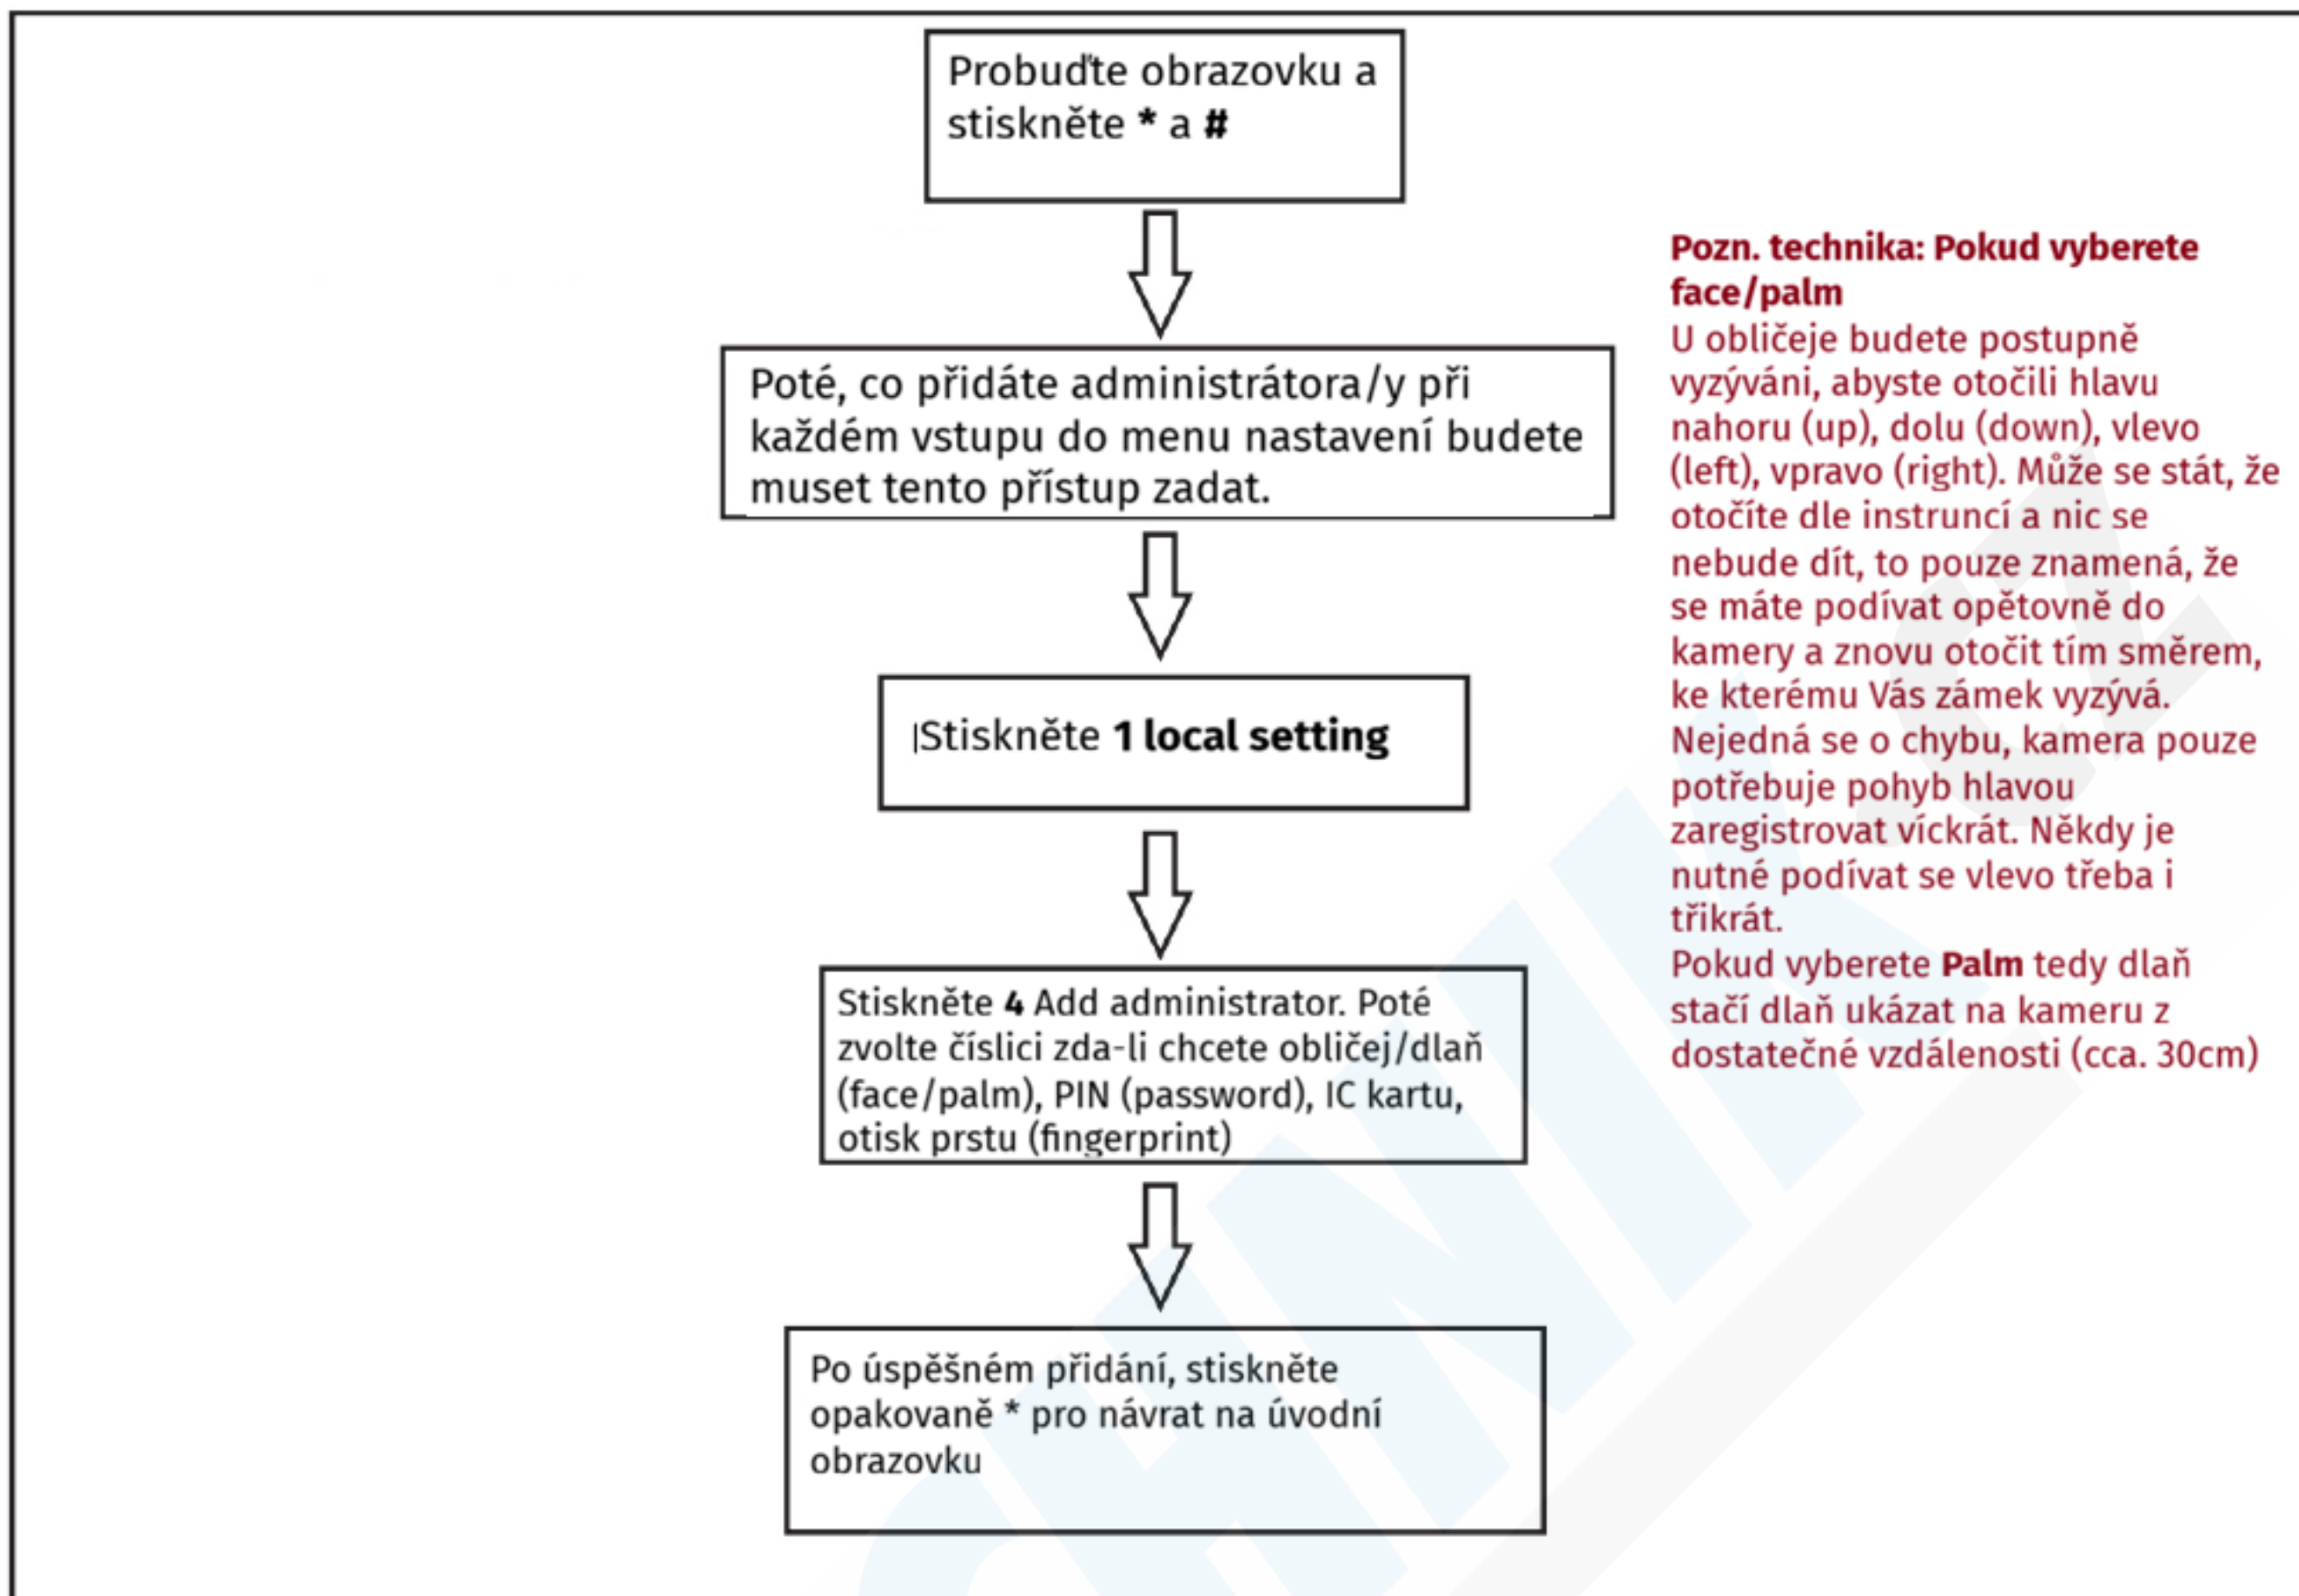 Probuďte obrazovku a
stiskněte * a #
Poté, co přidáte administrátora/y při
každém vstupu do menu nastavení budete
muset tento přístup zadat.
Stiskněte 1 local setting
Stiskněte 4 Add administrator. Poté
zvolte číslici zda-li chcete obličej/dlaň
(face/palm), PIN (password), IC kartu,
otisk prstu (fingerprint)
Po úspěšném přidání, stiskněte
opakovaně * pro návrat na úvodní
obrazovku
Pozn. technika: Pokud vyberete
face/palm
U obličeje budete postupně
vyzýváni, abyste otočili hlavu
nahoru (up), dolu (down), vlevo
(left), vpravo (right). Může se stát, že
otočíte dle instruncí a nic se
nebude dít, to pouze znamená, že
se máte podívat opětovně do
kamery a znovu otočit tím směrem,
ke kterému Vás zámek vyzývá.
Nejedná se o chybu, kamera pouze
potřebuje pohyb hlavou
zaregistrovat víckrát. Někdy je
nutné podívat se vlevo třeba i
třikrát.
Pokud vyberete Palm tedy dlaň
stačí dlaň ukázat na kameru z
dostatečné vzdálenosti (cca. 30cm)